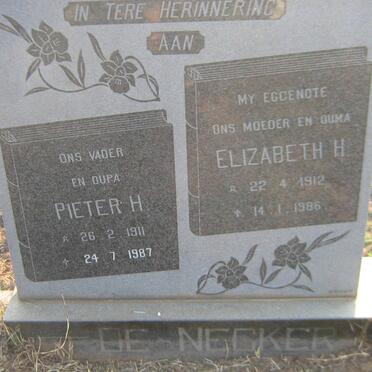 IN TERE HERINNERING
AAN
ONS VADER
EN OUPA
PIETER H.
* 26 · 2 · 1911
+ 24 · 7 · 1987
MY EGGENOTE
ONS MOEDER EN OUMA
ELIZABETH H.
* 22 · 4 · 1912
+ 14 · 1 · 1986
DE NECKER